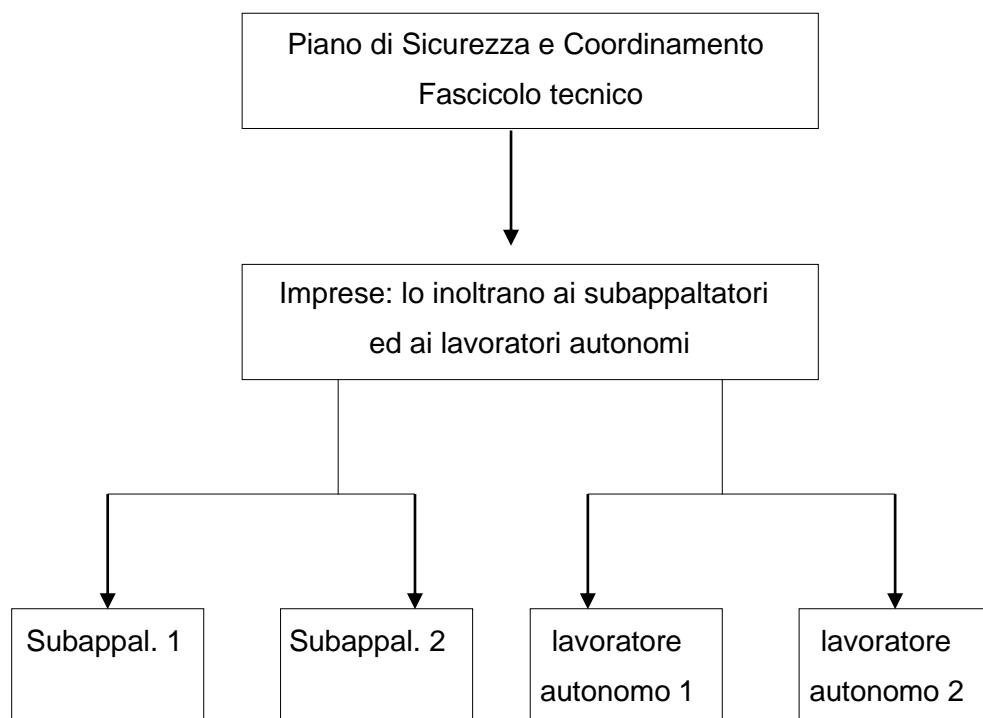 Piano di Sicurezza e Coordinamento
Fascicolo tecnico
Imprese: lo inoltrano ai subappaltatori
ed ai lavoratori autonomi
Subappal. 1
Subappal. 2
lavoratore
autonomo 1
lavoratore
autonomo 2